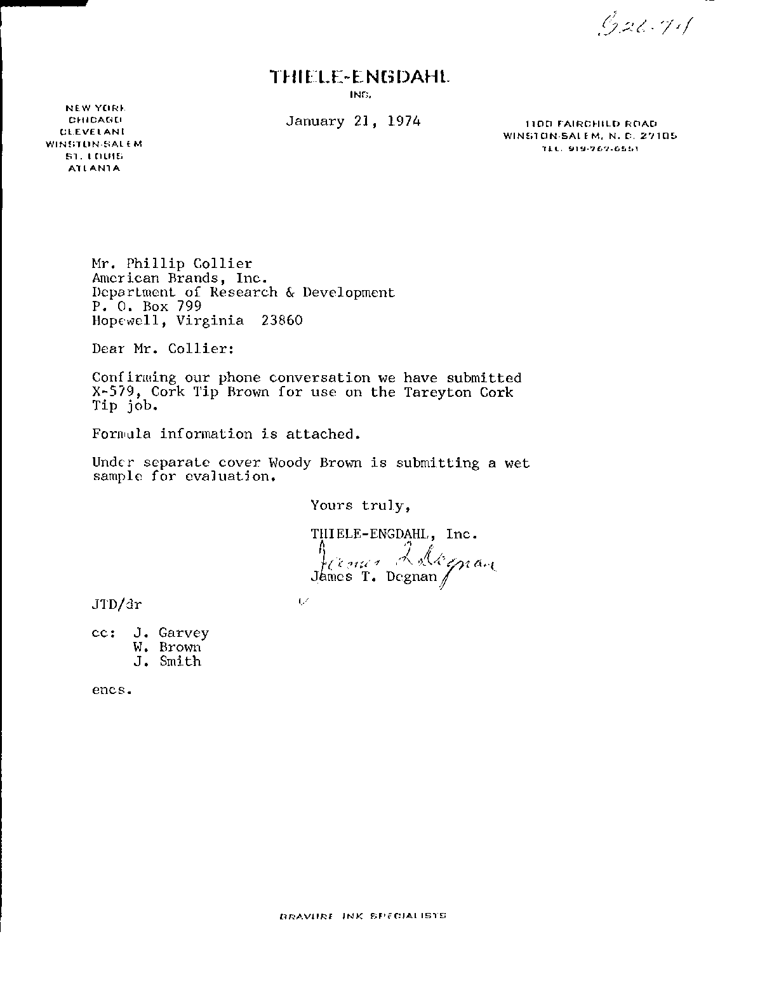 THIELE-ENGDAHL
INC.
NEW YORK
CHICAGO
CLEVELAND
WINSTON-SALEM
ST. LOUIS
ATLANTA
January 21, 1974
1100 FAIRCHILD ROAD
WINSTON-SALEM, N. C. 27105
TEL. 919-767-6551
Mr. Phillip Collier
American Brands, Inc.
Department of Research & Development
P. O. Box 799
Hopewell, Virginia 23860
Dear Mr. Collier:
Confirming our phone conversation we have submitted
X-579, Cork Tip Brown for use on the Tareyton Cork
Tip job.
Formula information is attached.
Under separate cover Woody Brown is submitting a wet
sample for evaluation.
Yours truly,
THIELE-ENGDAHL, Inc.
James T. Degnan
James T. Degnan
JTD/dr
cc: J. Garvey
W. Brown
J. Smith
encs.
GRAVURE INK SPECIALISTS